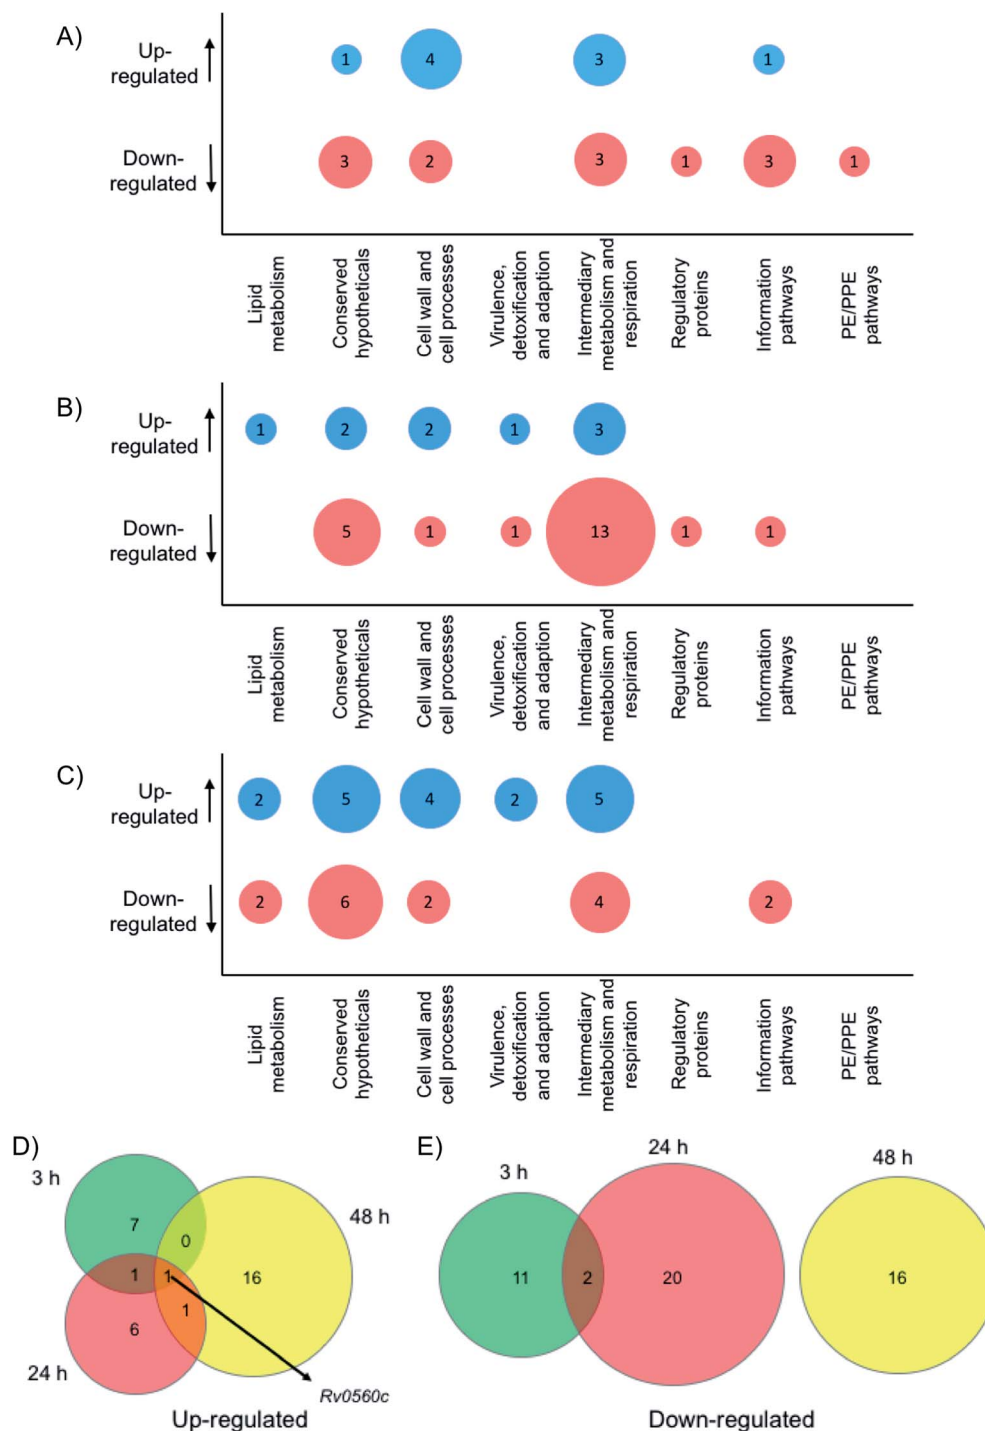 A)
Up-
regulated
1
4
3
1
Down-
regulated
3
2
3
1
3
1
Lipid
metabolism
Conserved
hypotheticals
Cell wall and
cell processes
Virulence,
detoxification
and adaption
Intermediary
metabolism and
respiration
Regulatory
proteins
Information
pathways
PE/PPE
pathways
B)
Up-
regulated
1
2
2
1
3
Down-
regulated
5
1
1
13
1
1
Lipid
metabolism
Conserved
hypotheticals
Cell wall and
cell processes
Virulence,
detoxification
and adaption
Intermediary
metabolism and
respiration
Regulatory
proteins
Information
pathways
PE/PPE
pathways
C)
Up-
regulated
2
5
4
2
5
Down-
regulated
2
6
2
4
2
Lipid
metabolism
Conserved
hypotheticals
Cell wall and
cell processes
Virulence,
detoxification
and adaption
Intermediary
metabolism and
respiration
Regulatory
proteins
Information
pathways
PE/PPE
pathways
D)
3 h
7
0
48 h
1
1
16
1
6
24 h
Rv0560c
Up-regulated
E)
3 h
24 h
48 h
11
2
20
16
Down-regulated